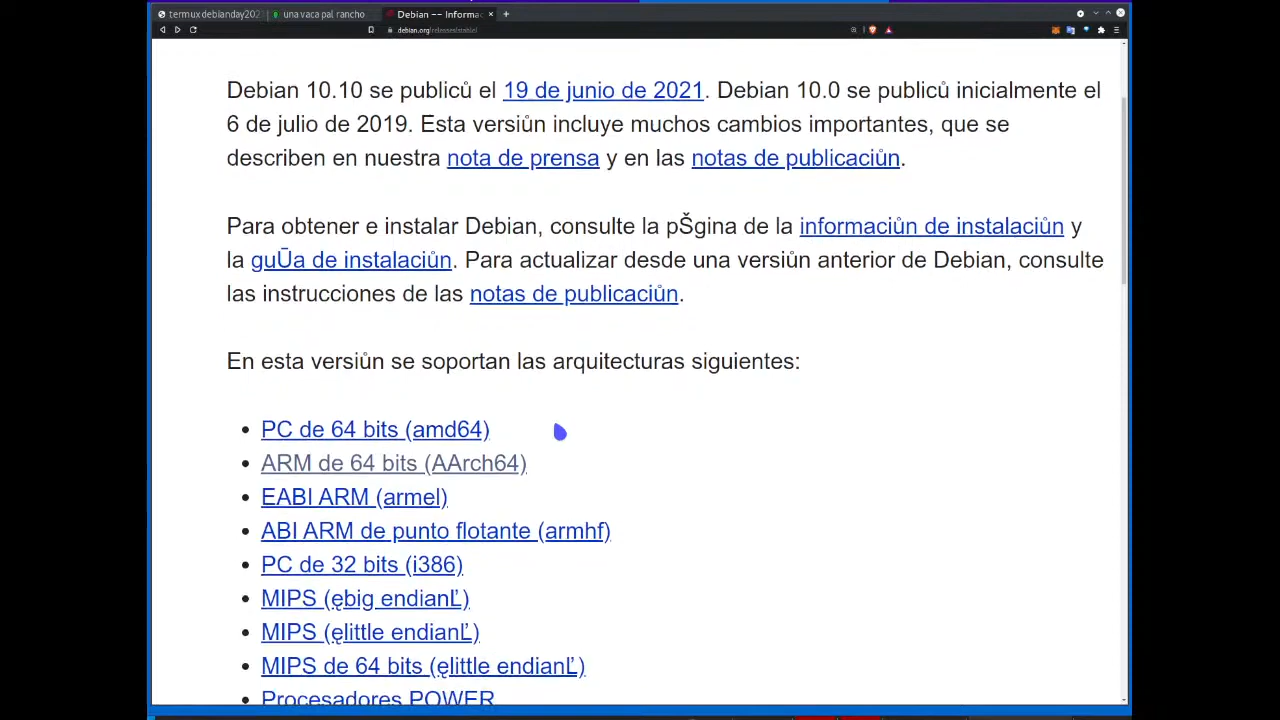 termux debianday202
una vaca pal rancho
Debian -- Informa
debian.org/releases/stable/
Debian 10.10 se publiců el 19 de junio de 2021. Debian 10.0 se publiců inicialmente el
6 de julio de 2019. Esta versiůn incluye muchos cambios importantes, que se
describen en nuestra nota de prensa y en las notas de publicaciůn.
Para obtener e instalar Debian, consulte la pŠgina de la informaciůn de instalaciůn y
la guŪa de instalaciůn. Para actualizar desde una versiůn anterior de Debian, consulte
las instrucciones de las notas de publicaciůn.
En esta versiůn se soportan las arquitecturas siguientes:
• PC de 64 bits (amd64)
• ARM de 64 bits (AArch64)
• EABI ARM (armel)
• ABI ARM de punto flotante (armhf)
• PC de 32 bits (i386)
• MIPS (ębig endianĽ)
• MIPS (ęlittle endianĽ)
• MIPS de 64 bits (ęlittle endianĽ)
• Procesadores POWER